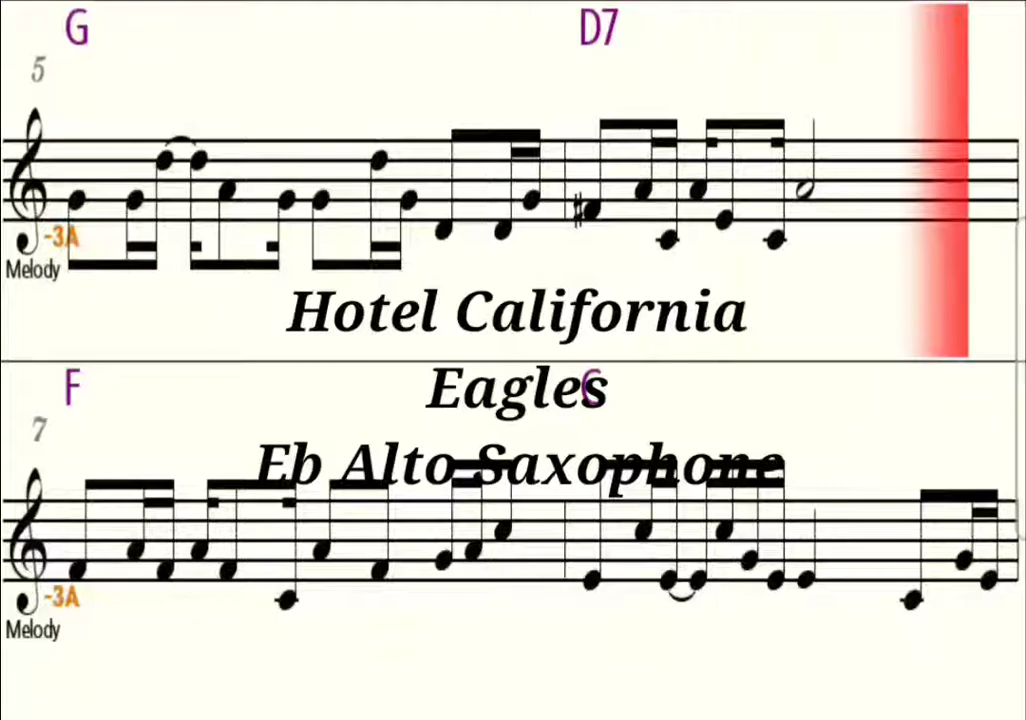 G D7
5
-3A
Melody
Hotel California
F Eagles C
7
Eb Alto Saxophone
-3A
Melody